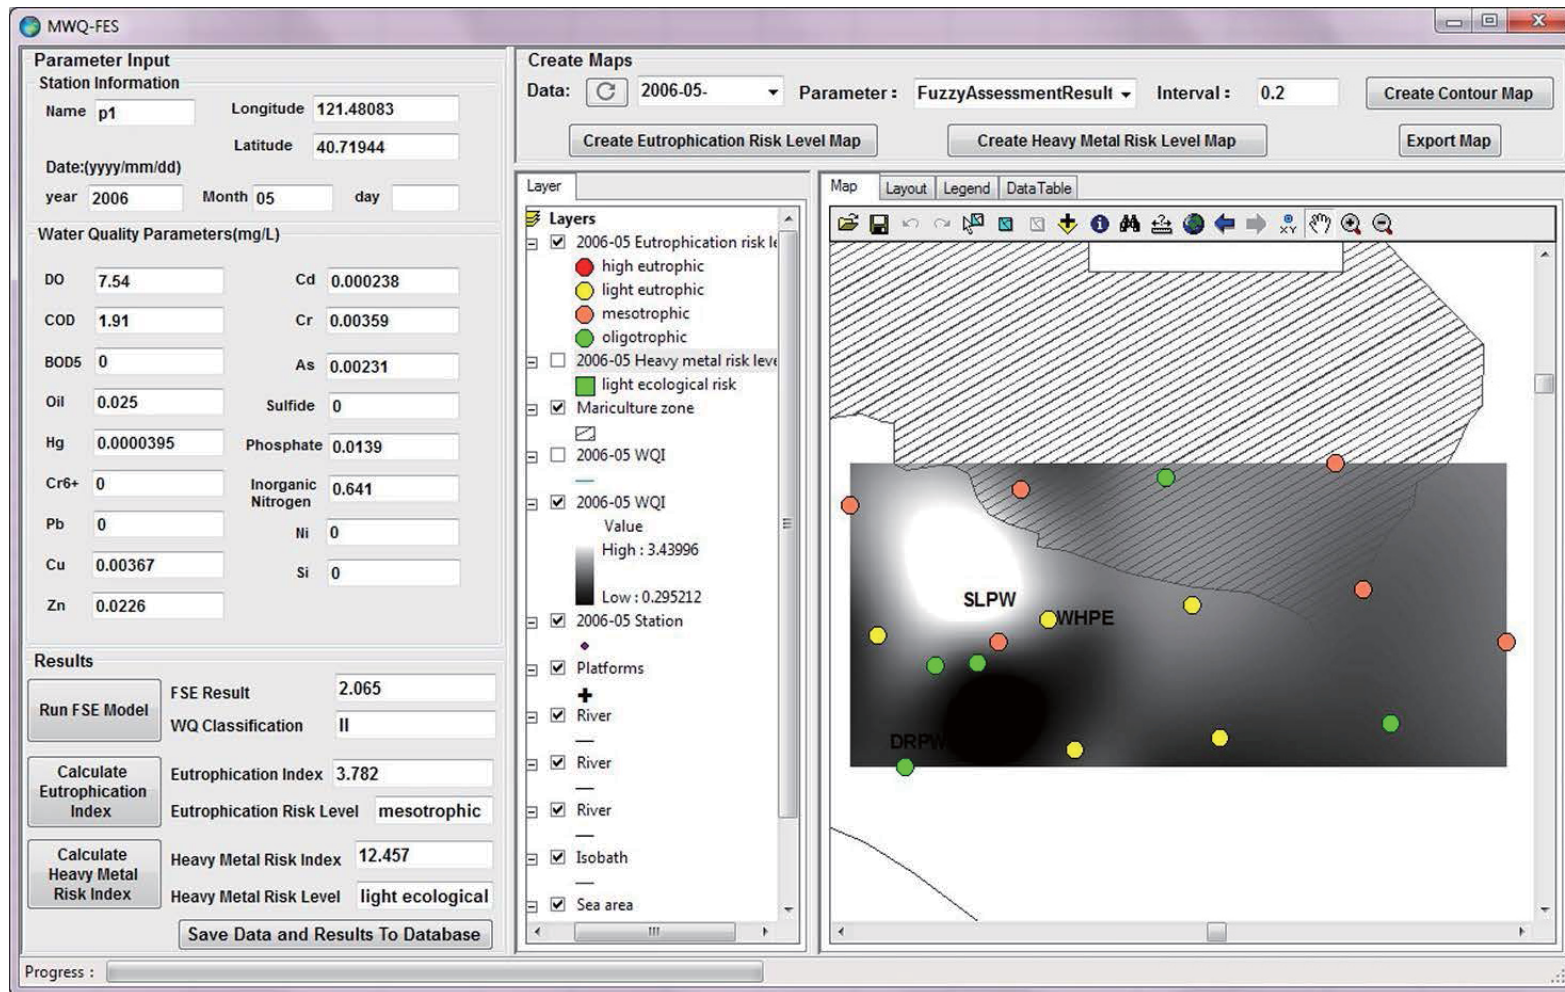 MWQ-FES
Parameter Input
Station Information
Name p1 Longitude 121.48083
Latitude 40.71944
Date:(yyyy/mm/dd)
year 2006 Month 05 day
Water Quality Parameters(mg/L)
DO 7.54 Cd 0.000238
COD 1.91 Cr 0.00359
BOD5 0 As 0.00231
Oil 0.025 Sulfide 0
Hg 0.0000395 Phosphate 0.0139
Cr6+ 0 Inorganic Nitrogen 0.641
Pb 0 Ni 0
Cu 0.00367 Si 0
Zn 0.0226
Results
Run FSE Model
FSE Result 2.065
WQ Classification II
Calculate
Eutrophication
Index
Eutrophication Index 3.782
Eutrophication Risk Level mesotrophic
Calculate
Heavy Metal
Risk Index
Heavy Metal Risk Index 12.457
Heavy Metal Risk Level light ecological
Save Data and Results To Database
Progress :
Create Maps
Data: 2006-05- Parameter : FuzzyAssessmentResult Interval : 0.2 Create Contour Map
Create Eutrophication Risk Level Map Create Heavy Metal Risk Level Map Export Map
Layer
Layers
2006-05 Eutrophication risk le
high eutrophic
light eutrophic
mesotrophic
oligotrophic
2006-05 Heavy metal risk leve
light ecological risk
Mariculture zone
2006-05 WQI
2006-05 WQI
Value
High : 3.43996
Low : 0.295212
2006-05 Station
Platforms
River
River
River
Isobath
Sea area
Map Layout Legend DataTable
XY
SLPW
WHPE
DRPW